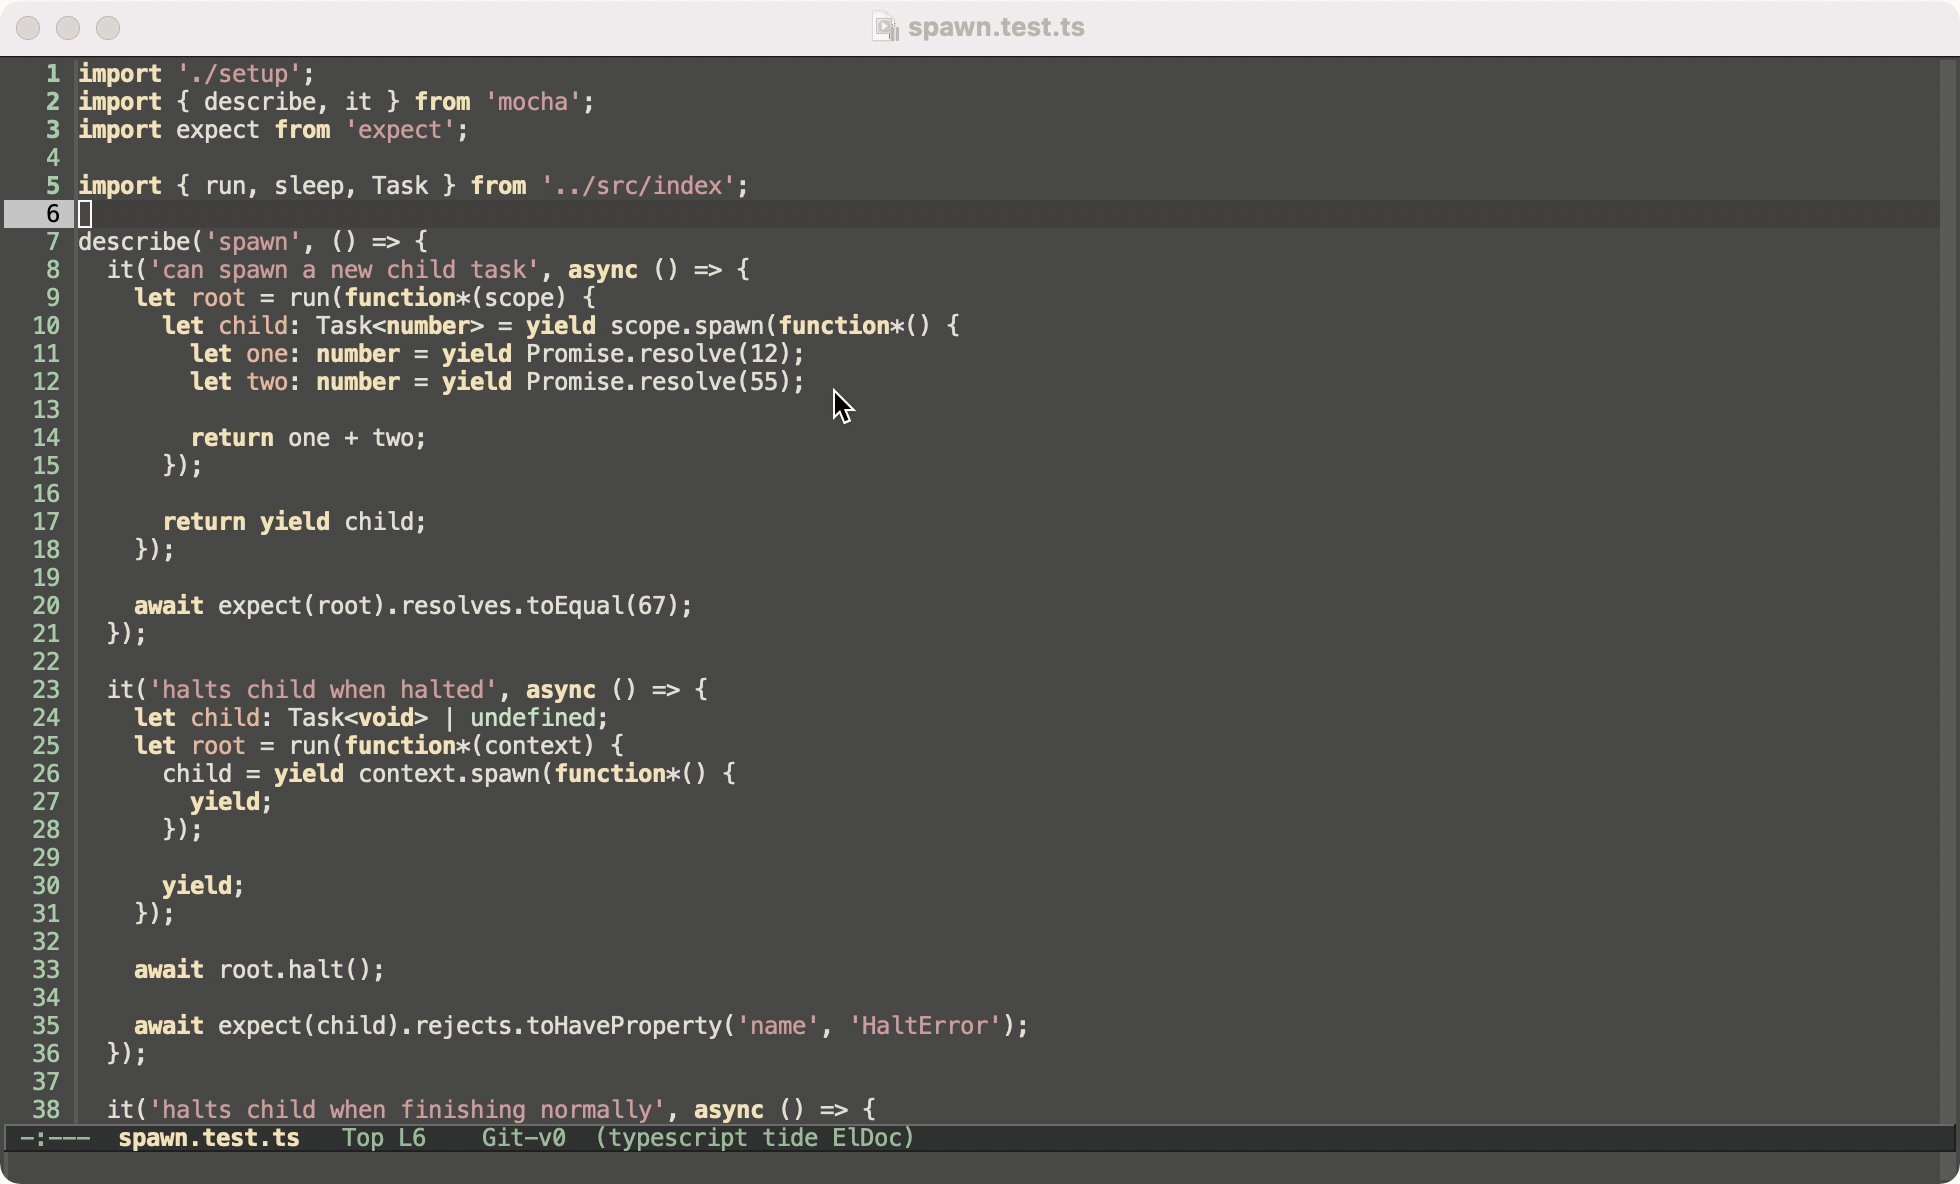 spawn.test.ts
1 import './setup';
2 import { describe, it } from 'mocha';
3 import expect from 'expect';
4
5 import { run, sleep, Task } from '../src/index';
6
7 describe('spawn', () => {
8   it('can spawn a new child task', async () => {
9     let root = run(function*(scope) {
10       let child: Task<number> = yield scope.spawn(function*() {
11         let one: number = yield Promise.resolve(12);
12         let two: number = yield Promise.resolve(55);
13
14         return one + two;
15       });
16
17       return yield child;
18     });
19
20     await expect(root).resolves.toEqual(67);
21   });
22
23   it('halts child when halted', async () => {
24     let child: Task<void> | undefined;
25     let root = run(function*(context) {
26       child = yield context.spawn(function*() {
27         yield;
28       });
29
30       yield;
31     });
32
33     await root.halt();
34
35     await expect(child).rejects.toHaveProperty('name', 'HaltError');
36   });
37
38   it('halts child when finishing normally', async () => {
-:--- spawn.test.ts Top L6 Git-v0 (typescript tide ElDoc)